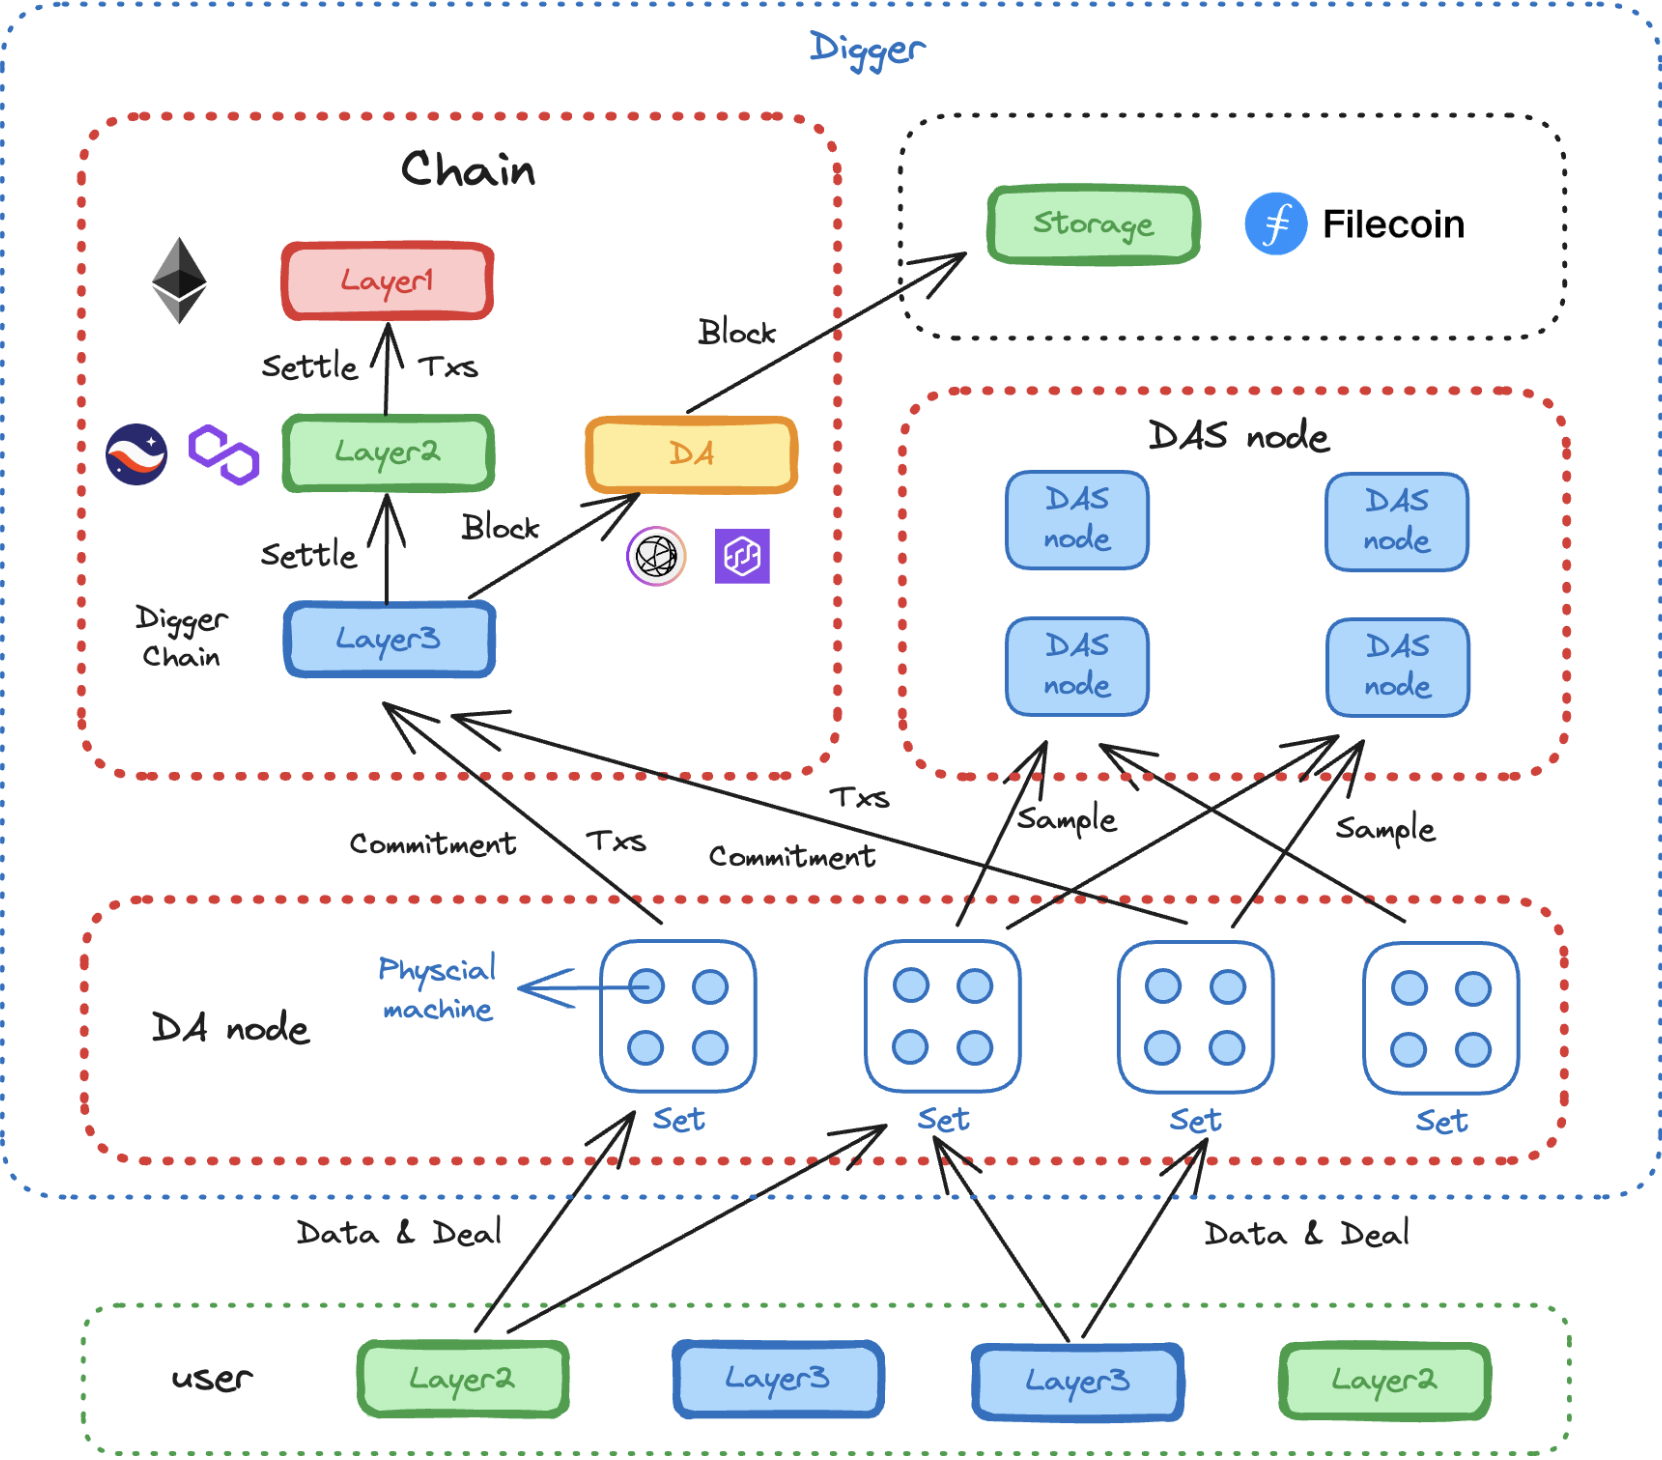 Digger
Chain
Storage
Filecoin
Layer1
Settle
Txs
Block
Layer2
DA
DAS node
DAS
node
DAS
node
Settle
Block
Digger
Chain
Layer3
DAS
node
DAS
node
Txs
Sample
Sample
Commitment
Txs
Commitment
Physcial
machine
DA node
Set
Set
Set
Set
Data & Deal
Data & Deal
user
Layer2
Layer3
Layer3
Layer2